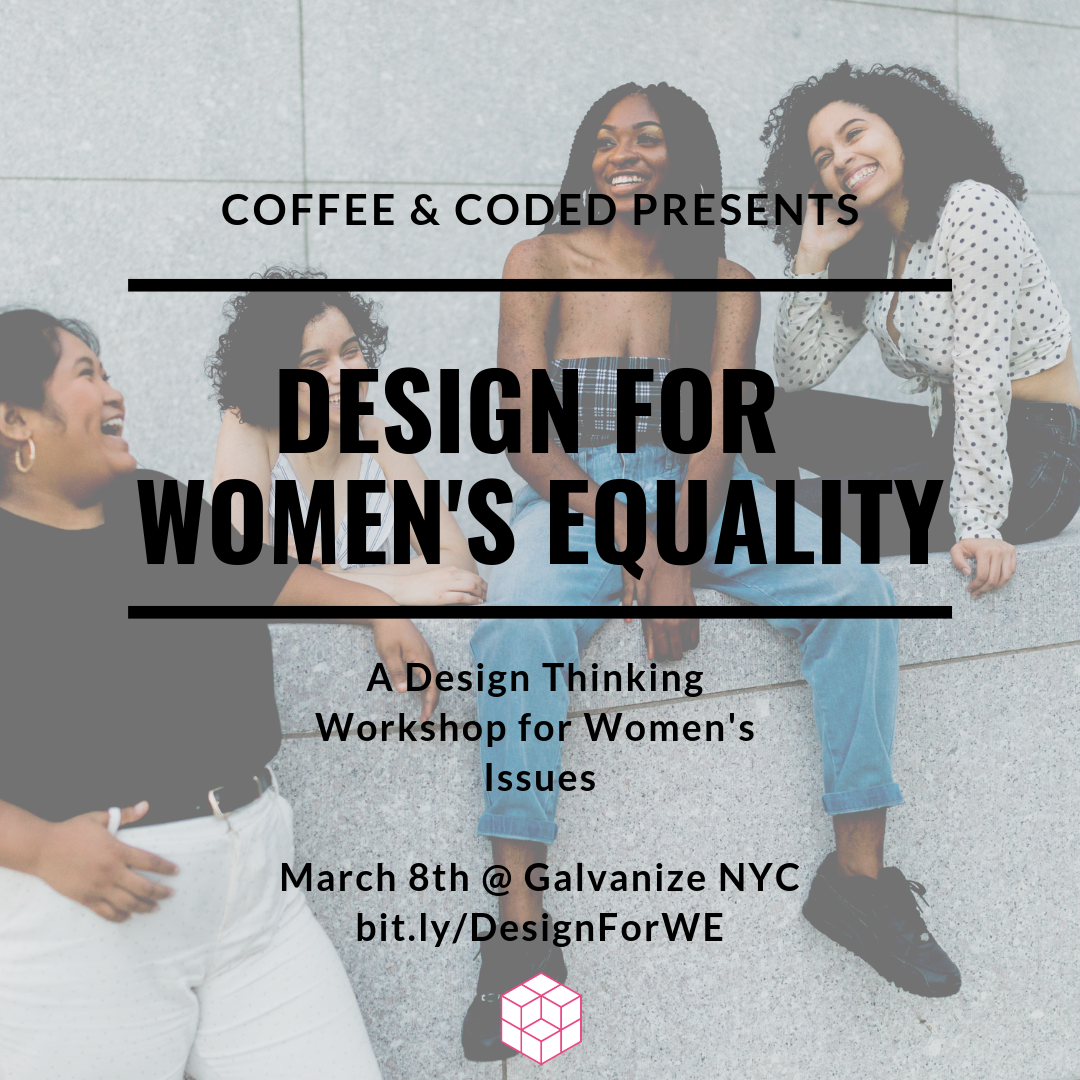 COFFEE & CODED PRESENTS
DESIGN FOR
WOMEN'S EQUALITY
A Design Thinking
Workshop for Women's
Issues
March 8th @ Galvanize NYC
bit.ly/DesignForWE